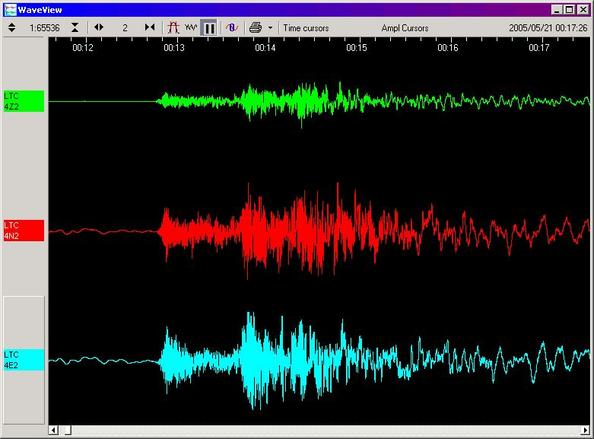 WaveView
1:65536 2 Time cursors Ampl Cursors 2005/05/21 00:17:26
00:12 00:13 00:14 00:15 00:16 00:17
LTC
4Z2
LTC
4N2
LTC
4E2